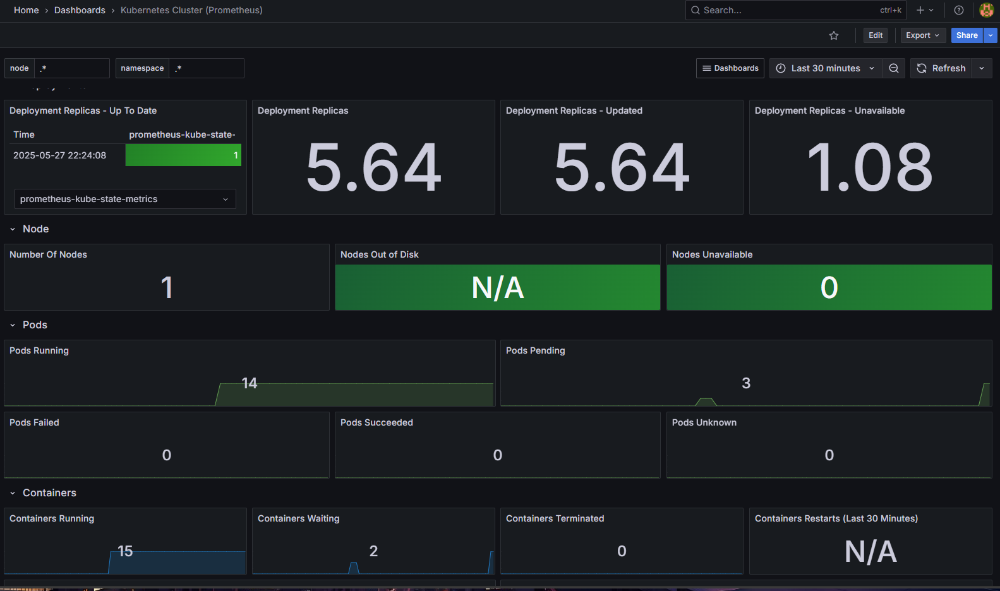 Home › Dashboards › Kubernetes Cluster (Prometheus)
Search... ctrl+k
Edit Export Share
node .* namespace .*
Dashboards Last 30 minutes Refresh
Deployment Replicas - Up To Date
Time prometheus-kube-state-
2025-05-27 22:24:08 1
prometheus-kube-state-metrics
Deployment Replicas
5.64
Deployment Replicas - Updated
5.64
Deployment Replicas - Unavailable
1.08
Node
Number Of Nodes
1
Nodes Out of Disk
N/A
Nodes Unavailable
0
Pods
Pods Running
14
Pods Pending
3
Pods Failed
0
Pods Succeeded
0
Pods Unknown
0
Containers
Containers Running
15
Containers Waiting
2
Containers Terminated
0
Containers Restarts (Last 30 Minutes)
N/A